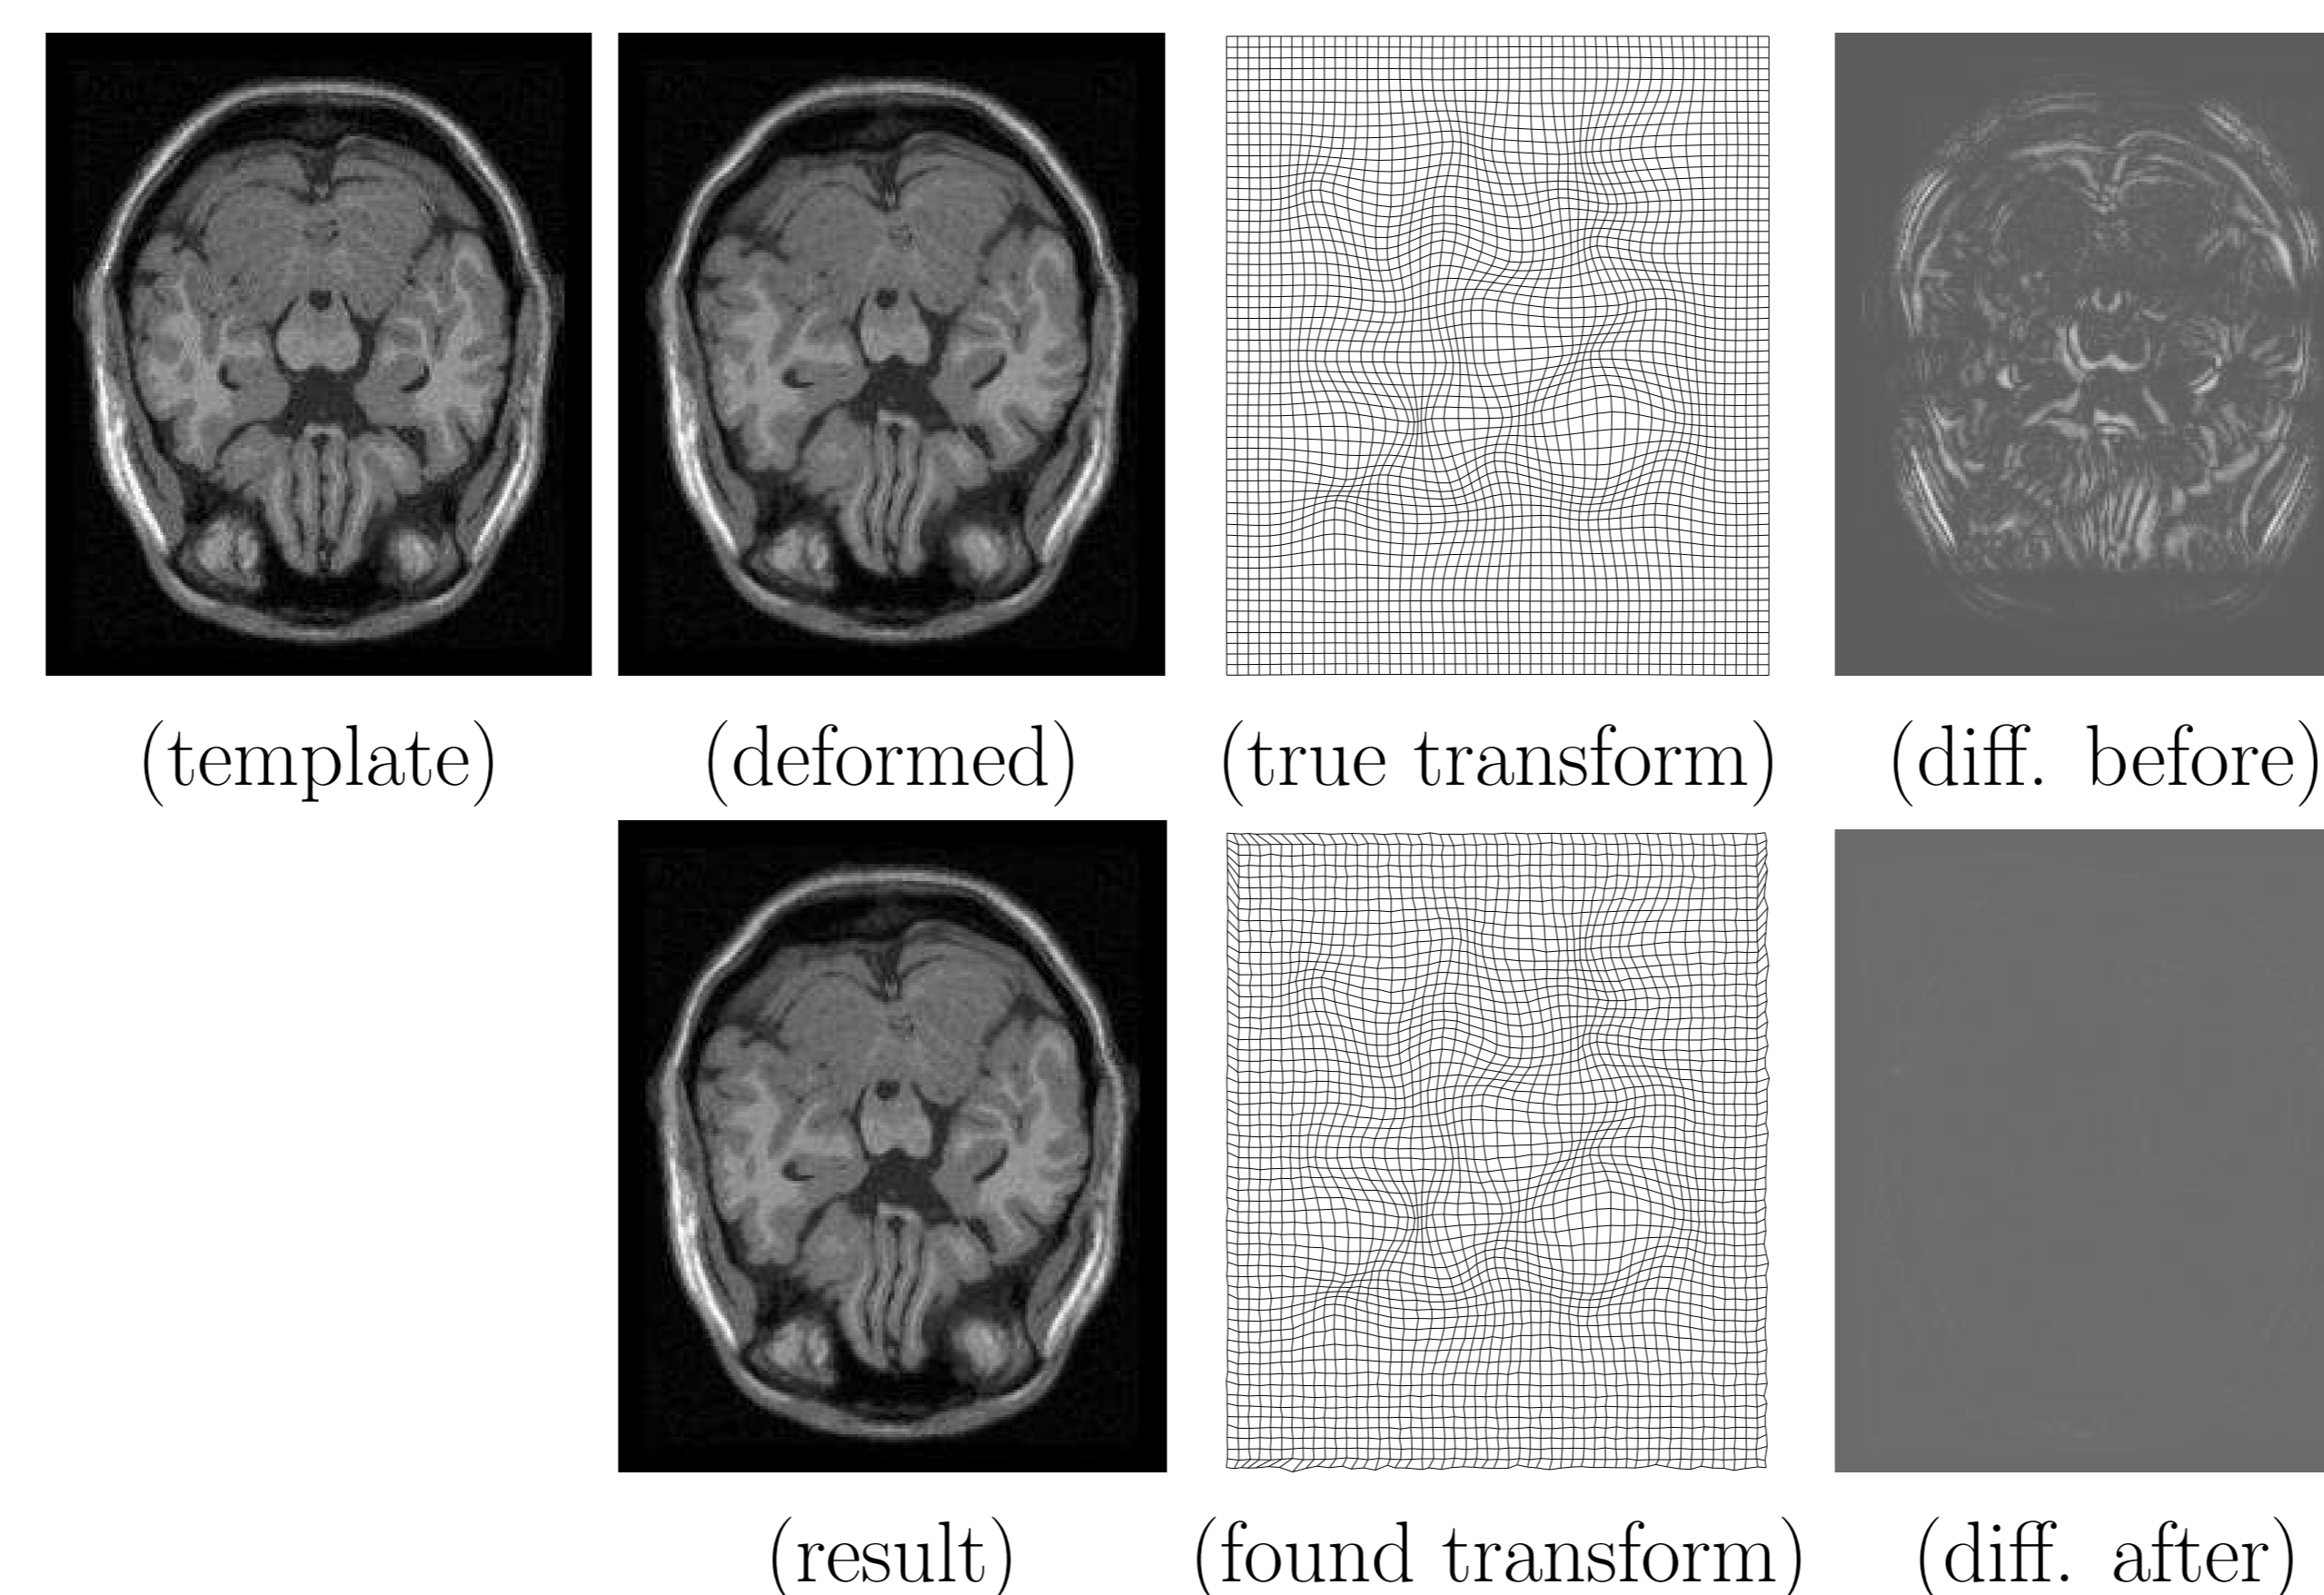 (template) (deformed) (true transform) (diff. before)
(result) (found transform) (diff. after)